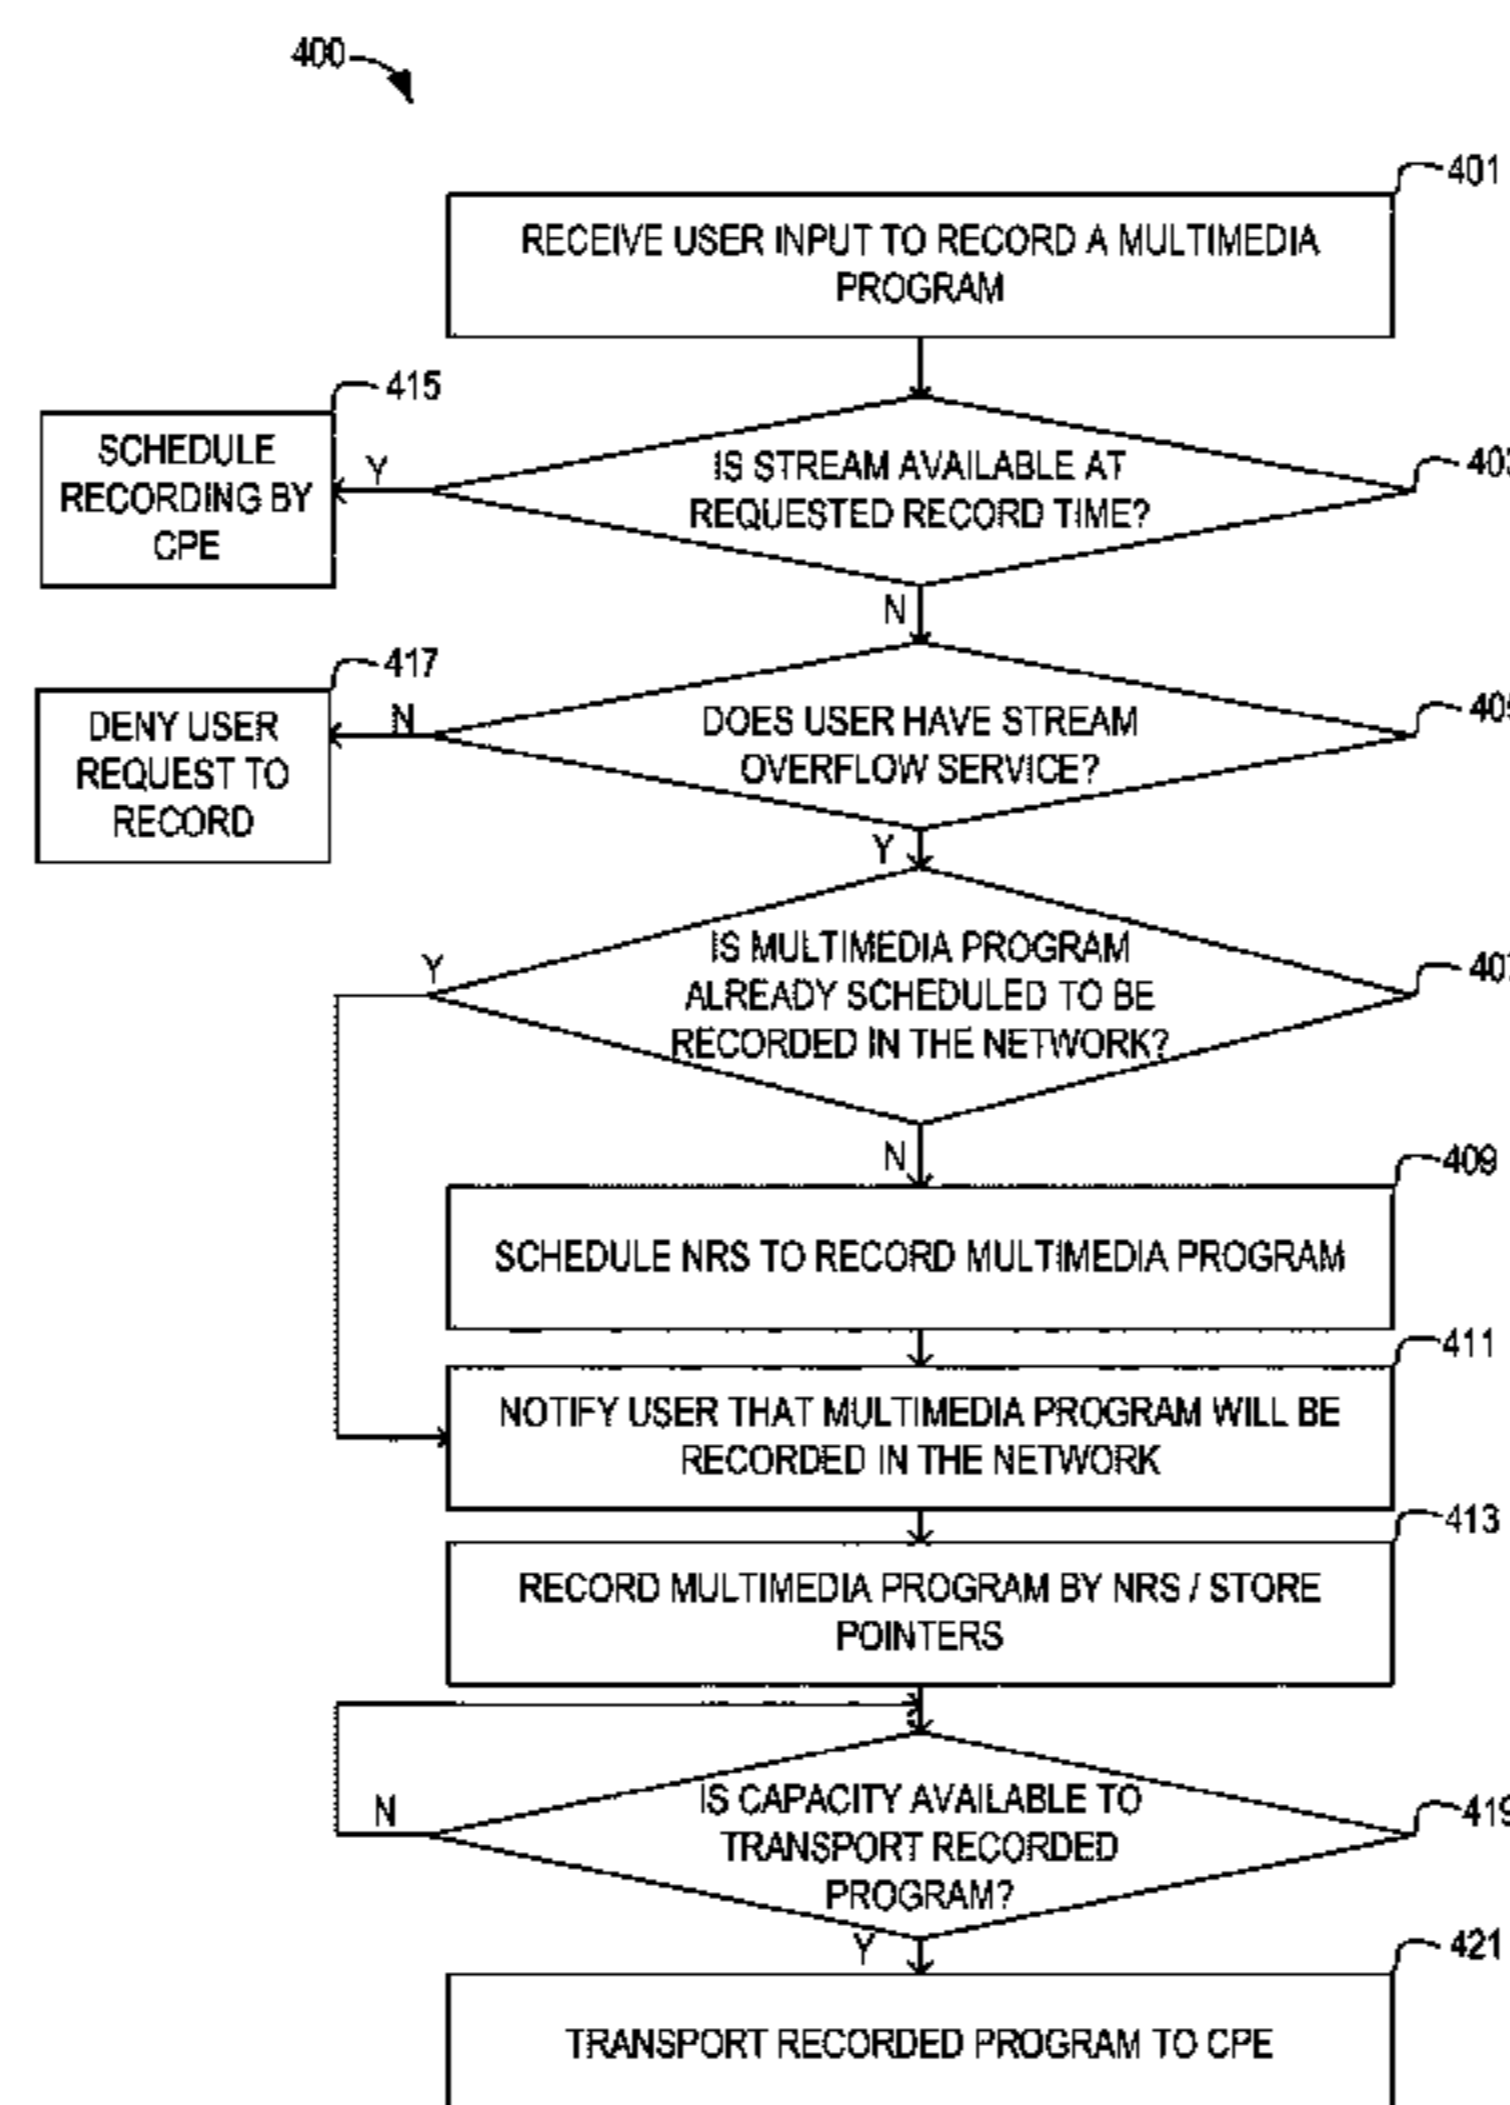 400
401
RECEIVE USER INPUT TO RECORD A MULTIMEDIA
PROGRAM
415
SCHEDULE
RECORDING BY
CPE
Y
IS STREAM AVAILABLE AT
REQUESTED RECORD TIME?
403
N
417
DENY USER
REQUEST TO
RECORD
N
DOES USER HAVE STREAM
OVERFLOW SERVICE?
405
Y
IS MULTIMEDIA PROGRAM
ALREADY SCHEDULED TO BE
RECORDED IN THE NETWORK?
407
Y
N
409
SCHEDULE NRS TO RECORD MULTIMEDIA PROGRAM
411
NOTIFY USER THAT MULTIMEDIA PROGRAM WILL BE
RECORDED IN THE NETWORK
413
RECORD MULTIMEDIA PROGRAM BY NRS / STORE
POINTERS
N
IS CAPACITY AVAILABLE TO
TRANSPORT RECORDED
PROGRAM?
419
Y
421
TRANSPORT RECORDED PROGRAM TO CPE